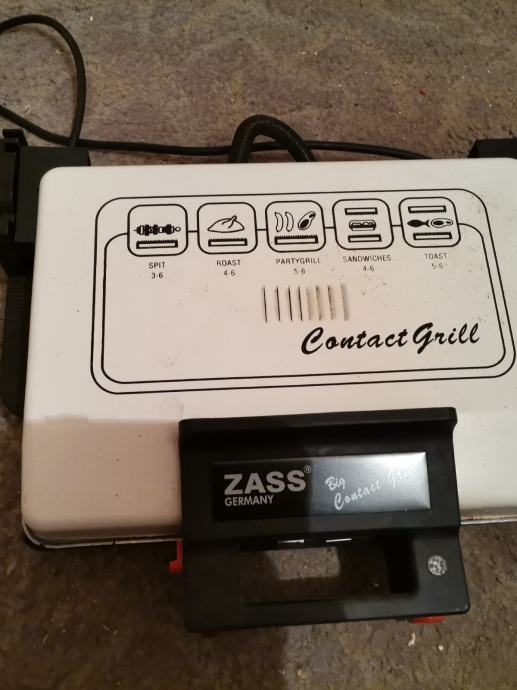 SPIT ROAST PARTYGRILL SANDWICHES TOAST
3-6 4-6 5-6 4-6 5-6
Contact Grill
ZASS® Big
GERMANY Contact Grill